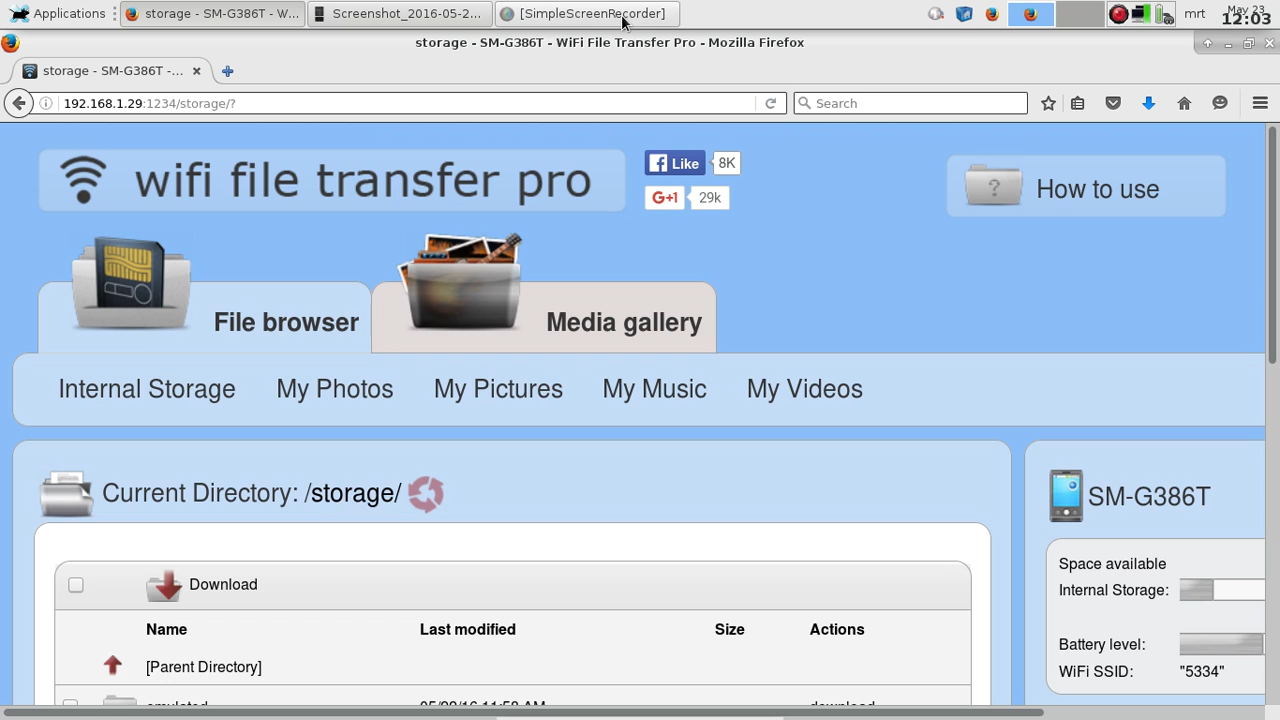 Applications
storage - SM-G386T - W...
Screenshot_2016-05-2...
[SimpleScreenRecorder]
mrt
May 23
12:03
storage - SM-G386T - WiFi File Transfer Pro - Mozilla Firefox
storage - SM-G386T -...
192.168.1.29:1234/storage/?
Search
wifi file transfer pro
Like
8K
G+1
29k
? How to use
File browser
Media gallery
Internal Storage
My Photos
My Pictures
My Music
My Videos
Current Directory: /storage/
SM-G386T
Download
Name
Last modified
Size
Actions
[Parent Directory]
Space available
Internal Storage:
Battery level:
WiFi SSID:
"5334"